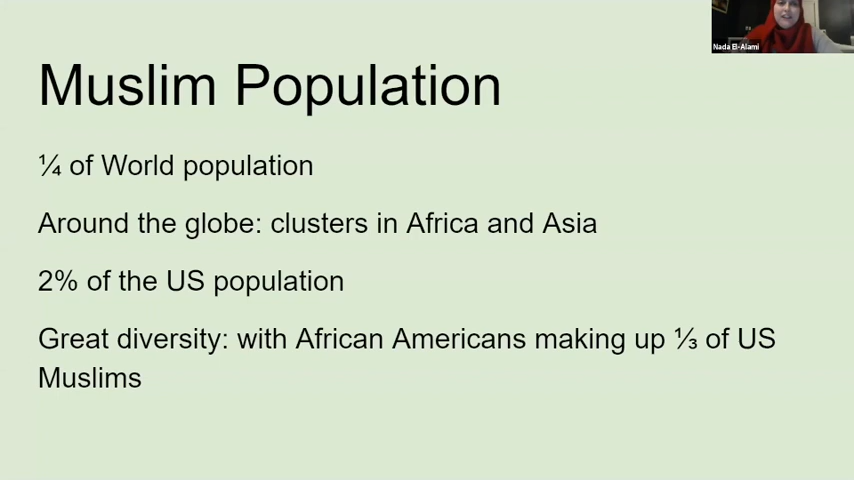 Nada El-Alami
Muslim Population
¼ of World population
Around the globe: clusters in Africa and Asia
2% of the US population
Great diversity: with African Americans making up ⅓ of US
Muslims